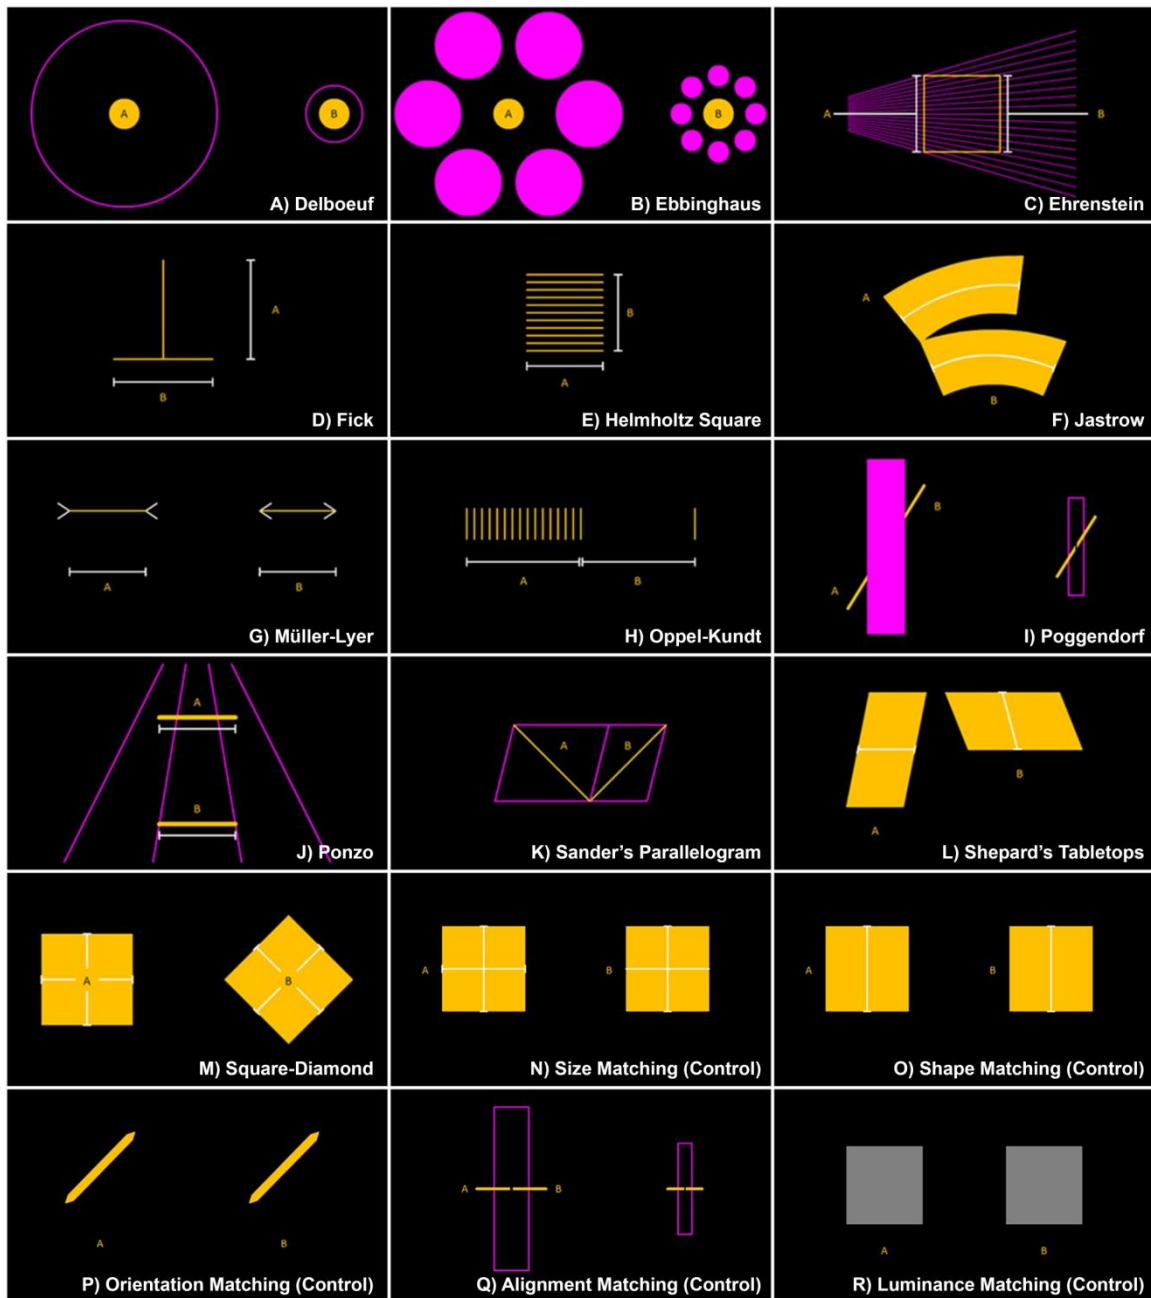 A
B
A) Delboeuf
A
B
B) Ebbinghaus
A
B
C) Ehrenstein
A
B
D) Fick
B
A
E) Helmholtz Square
A
B
F) Jastrow
A
B
G) Müller-Lyer
A
B
H) Oppel-Kundt
B
A
I) Poggendorf
A
B
J) Ponzo
A
B
K) Sander's Parallelogram
B
A
L) Shepard's Tabletops
A
B
M) Square-Diamond
A
B
N) Size Matching (Control)
A
B
O) Shape Matching (Control)
A
B
P) Orientation Matching (Control)
A
B
Q) Alignment Matching (Control)
A
B
R) Luminance Matching (Control)